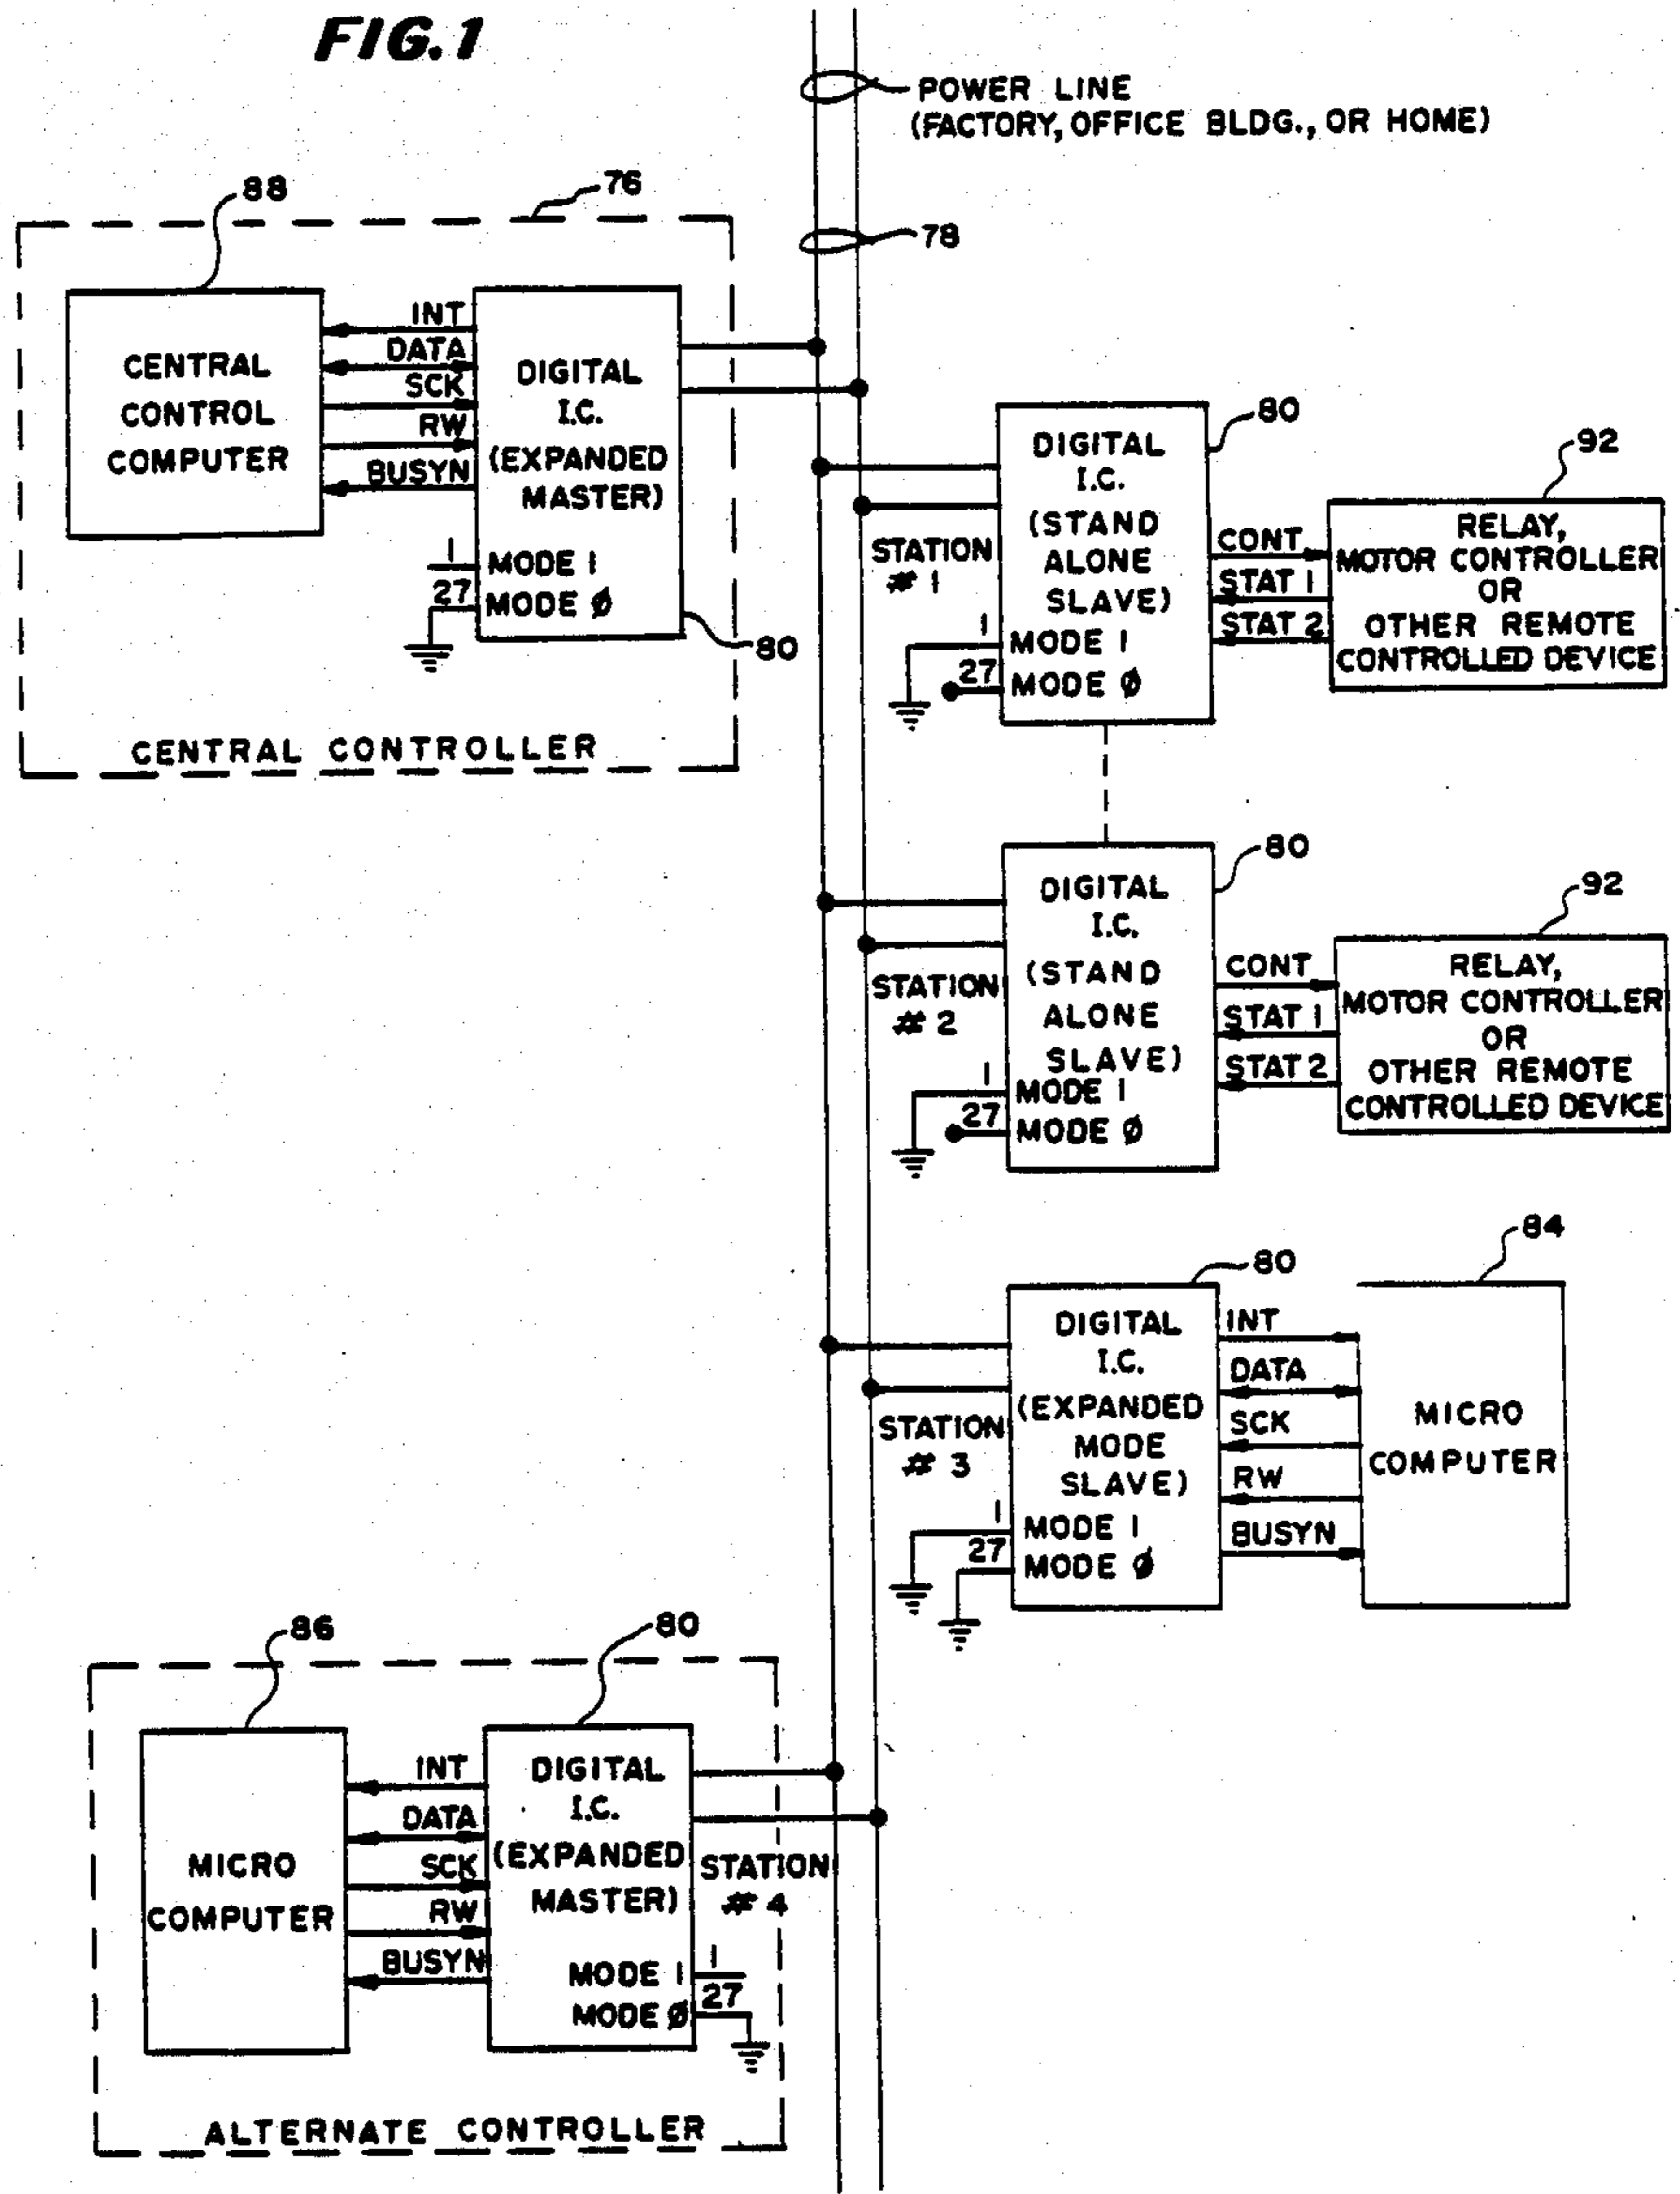 FIG. 1
POWER LINE
(FACTORY, OFFICE BLDG., OR HOME)
88
76
78
CENTRAL
CONTROL
COMPUTER
INT
DATA
SCK
RW
BUSYN
DIGITAL
I.C.
(EXPANDED
MASTER)
1
MODE 1
27
MODE Ø
80
CENTRAL CONTROLLER
80
DIGITAL
I.C.
(STAND
ALONE
SLAVE)
STATION
# 1
1
MODE 1
27
MODE Ø
CONT
STAT 1
STAT 2
92
RELAY,
MOTOR CONTROLLER
OR
OTHER REMOTE
CONTROLLED DEVICE
80
DIGITAL
I.C.
(STAND
ALONE
SLAVE)
STATION
# 2
1
MODE 1
27
MODE Ø
CONT
STAT 1
STAT 2
92
RELAY,
MOTOR CONTROLLER
OR
OTHER REMOTE
CONTROLLED DEVICE
80
DIGITAL
I.C.
(EXPANDED
MODE
SLAVE)
STATION
# 3
1
MODE 1
27
MODE Ø
INT
DATA
SCK
RW
BUSYN
84
MICRO
COMPUTER
86
80
MICRO
COMPUTER
INT
DATA
SCK
RW
BUSYN
DIGITAL
I.C.
(EXPANDED
MASTER)
STATION
# 4
MODE 1
1
MODE Ø
27
ALTERNATE CONTROLLER